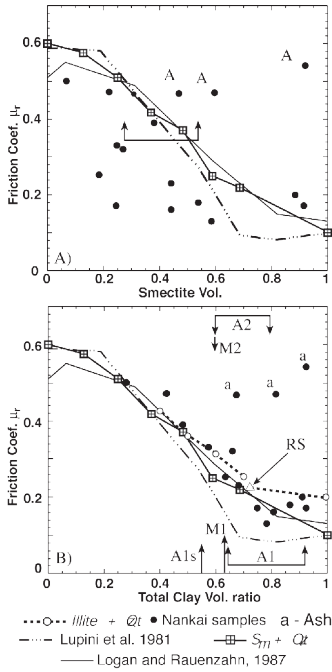 A
A
A
0.6
0.4
0.2
0
Friction Coef. μr
A)
0 0.2 0.4 0.6 0.8 1
Smectite Vol.
A2
M2
a
a
a
0.6
0.4
0.2
0
Friction Coef. μr
RS
M1
A1s
A1
B)
0 0.2 0.4 0.6 0.8 1
Total Clay Vol. ratio
Illite + Qt
Nankai samples
a - Ash
Lupini et al. 1981
Sm + Qt
Logan and Rauenzahn, 1987